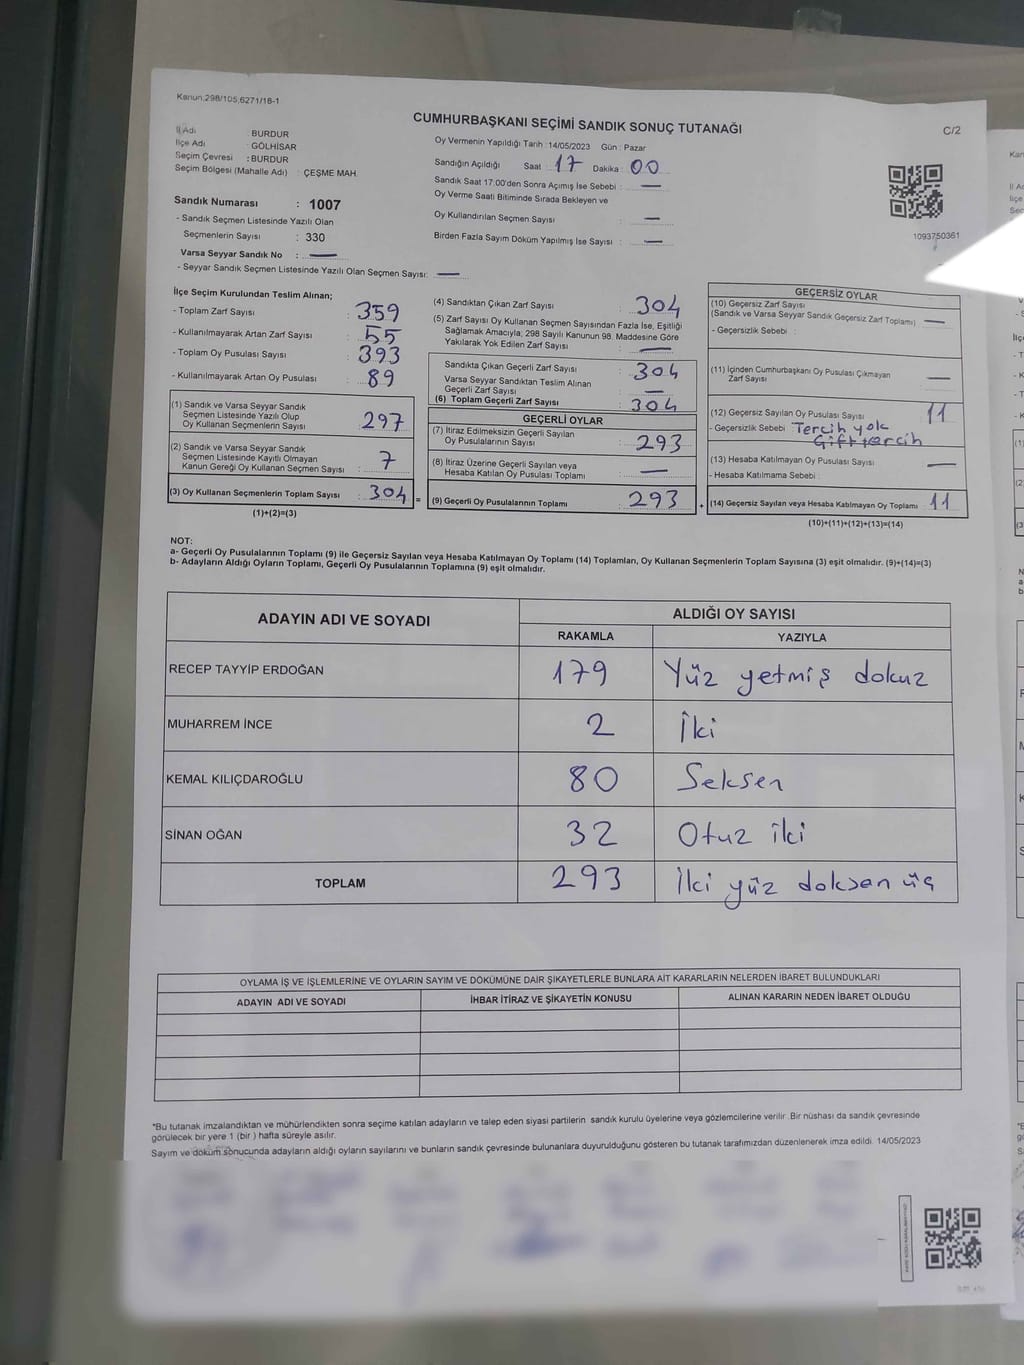 Kanun,298/105,6271/18-1
CUMHURBAŞKANI SEÇİMİ SANDIK SONUÇ TUTANAĞI
C/2
İl Adı : BURDUR
İlçe Adı : GÖLHİSAR
Seçim Çevresi : BURDUR
Seçim Bölgesi (Mahalle Adı) : ÇEŞME MAH.
Sandık Numarası : 1007
- Sandık Seçmen Listesinde Yazılı Olan
Seçmenlerin Sayısı : 330
Varsa Seyyar Sandık No : —
- Seyyar Sandık Seçmen Listesinde Yazılı Olan Seçmen Sayısı: —
Oy Vermenin Yapıldığı Tarih : 14/05/2023 Gün : Pazar
Sandığın Açıldığı Saat : 17 Dakika : 00
Sandık Saat 17.00'den Sonra Açımış İse Sebebi : —
Oy Verme Saati Bitiminde Sırada Bekleyen ve
Oy Kullandırılan Seçmen Sayısı : —
Birden Fazla Sayım Döküm Yapılmış İse Sayısı : —
1093750361
İlçe Seçim Kurulundan Teslim Alınan;
- Toplam Zarf Sayısı : 359
- Kullanılmayarak Artan Zarf Sayısı : 55
- Toplam Oy Pusulası Sayısı : 393
- Kullanılmayarak Artan Oy Pusulası : 89
(1) Sandık ve Varsa Seyyar Sandık
Seçmen Listesinde Yazılı Olup
Oy Kullanan Seçmenlerin Sayısı : 297
(2) Sandık ve Varsa Seyyar Sandık
Seçmen Listesinde Kayıtlı Olmayan
Kanun Gereği Oy Kullanan Seçmen Sayısı : 7
(3) Oy Kullanan Seçmenlerin Toplam Sayısı : 304
(1)+(2)=(3)
=
(4) Sandıktan Çıkan Zarf Sayısı : 304
(5) Zarf Sayısı Oy Kullanan Seçmen Sayısından Fazla İse, Eşitliği
Sağlamak Amacıyla; 298 Sayılı Kanunun 98. Maddesine Göre
Yakılarak Yok Edilen Zarf Sayısı : —
Sandıkta Çıkan Geçerli Zarf Sayısı : 304
Varsa Seyyar Sandıktan Teslim Alınan
Geçerli Zarf Sayısı : —
(6) Toplam Geçerli Zarf Sayısı : 304
GEÇERLİ OYLAR
(7) İtiraz Edilmeksizin Geçerli Sayılan
Oy Pusulalarının Sayısı : 293
(8) İtiraz Üzerine Geçerli Sayılan veya
Hesaba Katılan Oy Pusulası Toplamı : —
(9) Geçerli Oy Pusulalarının Toplamı : 293
+
GEÇERSİZ OYLAR
(10) Geçersiz Zarf Sayısı
(Sandık ve Varsa Seyyar Sandık Geçersiz Zarf Toplamı) : —
- Geçersizlik Sebebi :
(11) İçinden Cumhurbaşkanı Oy Pusulası Çıkmayan
Zarf Sayısı : —
(12) Geçersiz Sayılan Oy Pusulası Sayısı : 11
- Geçersizlik Sebebi : Tercih yok
Çift tercih
(13) Hesaba Katılmayan Oy Pusulası Sayısı : —
- Hesaba Katılmama Sebebi :
(14) Geçersiz Sayılan veya Hesaba Katılmayan Oy Toplamı : 11
(10)+(11)+(12)+(13)=(14)
NOT:
a- Geçerli Oy Pusulalarının Toplamı (9) ile Geçersiz Sayılan veya Hesaba Katılmayan Oy Toplamı (14) Toplamları, Oy Kullanan Seçmenlerin Toplam Sayısına (3) eşit olmalıdır. (9)+(14)=(3)
b- Adayların Aldığı Oyların Toplamı, Geçerli Oy Pusulalarının Toplamına (9) eşit olmalıdır.
ADAYIN ADI VE SOYADI ALDIĞI OY SAYISI
RAKAMLA YAZIYLA
RECEP TAYYİP ERDOĞAN 179 Yüz yetmiş dokuz
MUHARREM İNCE 2 İki
KEMAL KILIÇDAROĞLU 80 Seksen
SİNAN OĞAN 32 Otuz iki
TOPLAM 293 İki yüz doksan üç
OYLAMA İŞ VE İŞLEMLERİNE VE OYLARIN SAYIM VE DÖKÜMÜNE DAİR ŞİKAYETLERLE BUNLARA AİT KARARLARIN NELERDEN İBARET BULUNDUKLARI
ADAYIN ADI VE SOYADI İHBAR İTİRAZ VE ŞİKAYETİN KONUSU ALINAN KARARIN NEDEN İBARET OLDUĞU
*Bu tutanak imzalandıktan ve mühürlendikten sonra seçime katılan adayların ve talep eden siyasi partilerin sandık kurulu üyelerine veya gözlemcilerine verilir. Bir nüshası da sandık çevresinde
görülecek bir yere 1 (bir ) hafta süreyle asılır.
Sayım ve döküm sonucunda adayların aldığı oyların sayılarını ve bunların sandık çevresinde bulunanlara duyurulduğunu gösteren bu tutanak tarafımızdan düzenlenerek imza edildi. 14/05/2023